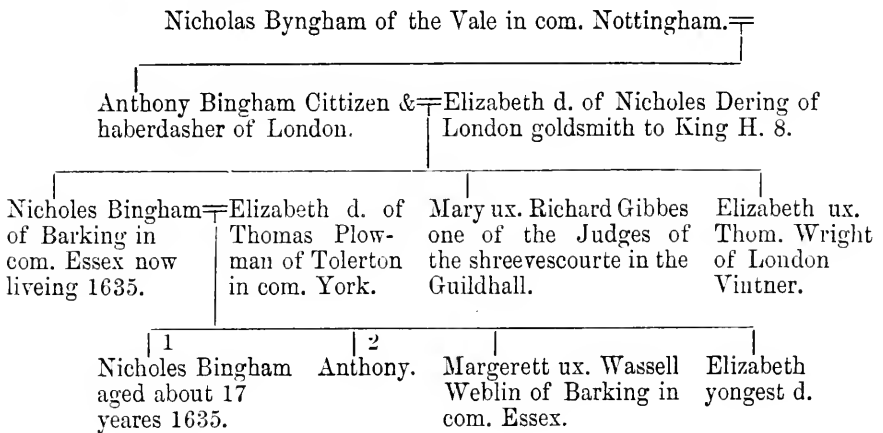 Nicholas Byngham of the Vale in com. Nottingham.
Anthony Bingham Cittizen &
haberdasher of London.
Elizabeth d. of Nicholes Dering of
London goldsmith to King H. 8.
Nicholes Bingham
of Barking in
com. Essex now
liveing 1635.
Elizabeth d. of
Thomas Plow-
man of Tolerton
in com. York.
Mary ux. Richard Gibbes
one of the Judges of
the shreevescourte in the
Guildhall.
Elizabeth ux.
Thom. Wright
of London
Vintner.
1
Nicholes Bingham
aged about 17
yeares 1635.
2
Anthony.
Margerett ux. Wassell
Weblin of Barking in
com. Essex.
Elizabeth
yongest d.